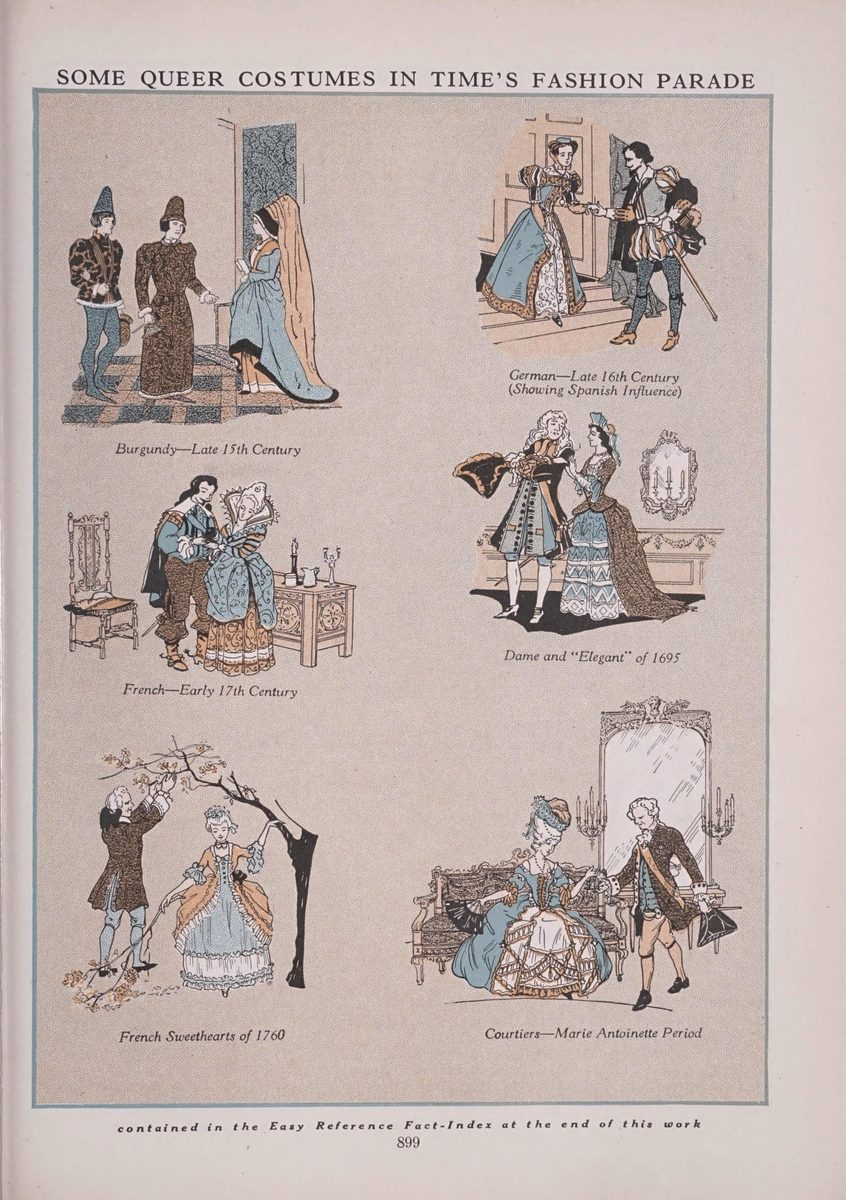 SOME QUEER COSTUMES IN TIME'S FASHION PARADE
Burgundy—Late 15th Century
German—Late 16th Century
(Showing Spanish Influence)
French—Early 17th Century
Dame and "Elegant" of 1695
French Sweethearts of 1760
Courtiers—Marie Antoinette Period
contained in the Easy Reference Fact-Index at the end of this work
899